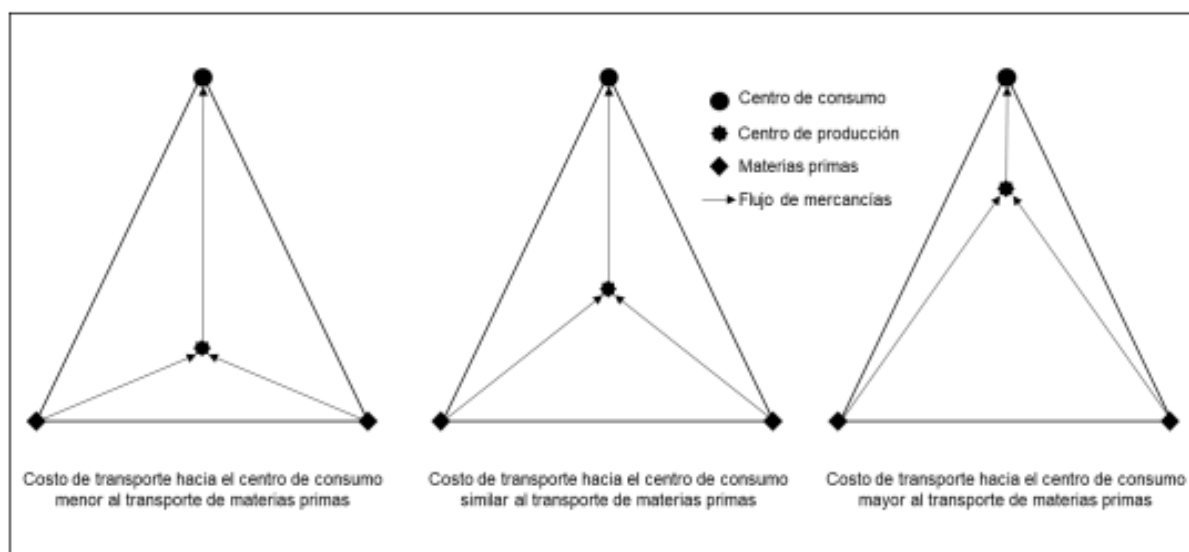 Centro de consumo
Centro de producción
Materias primas
Flujo de mercancías
Costo de transporte hacia el centro de consumo
menor al transporte de materias primas
Costo de transporte hacia el centro de consumo
similar al transporte de materias primas
Costo de transporte hacia el centro de consumo
mayor al transporte de materias primas